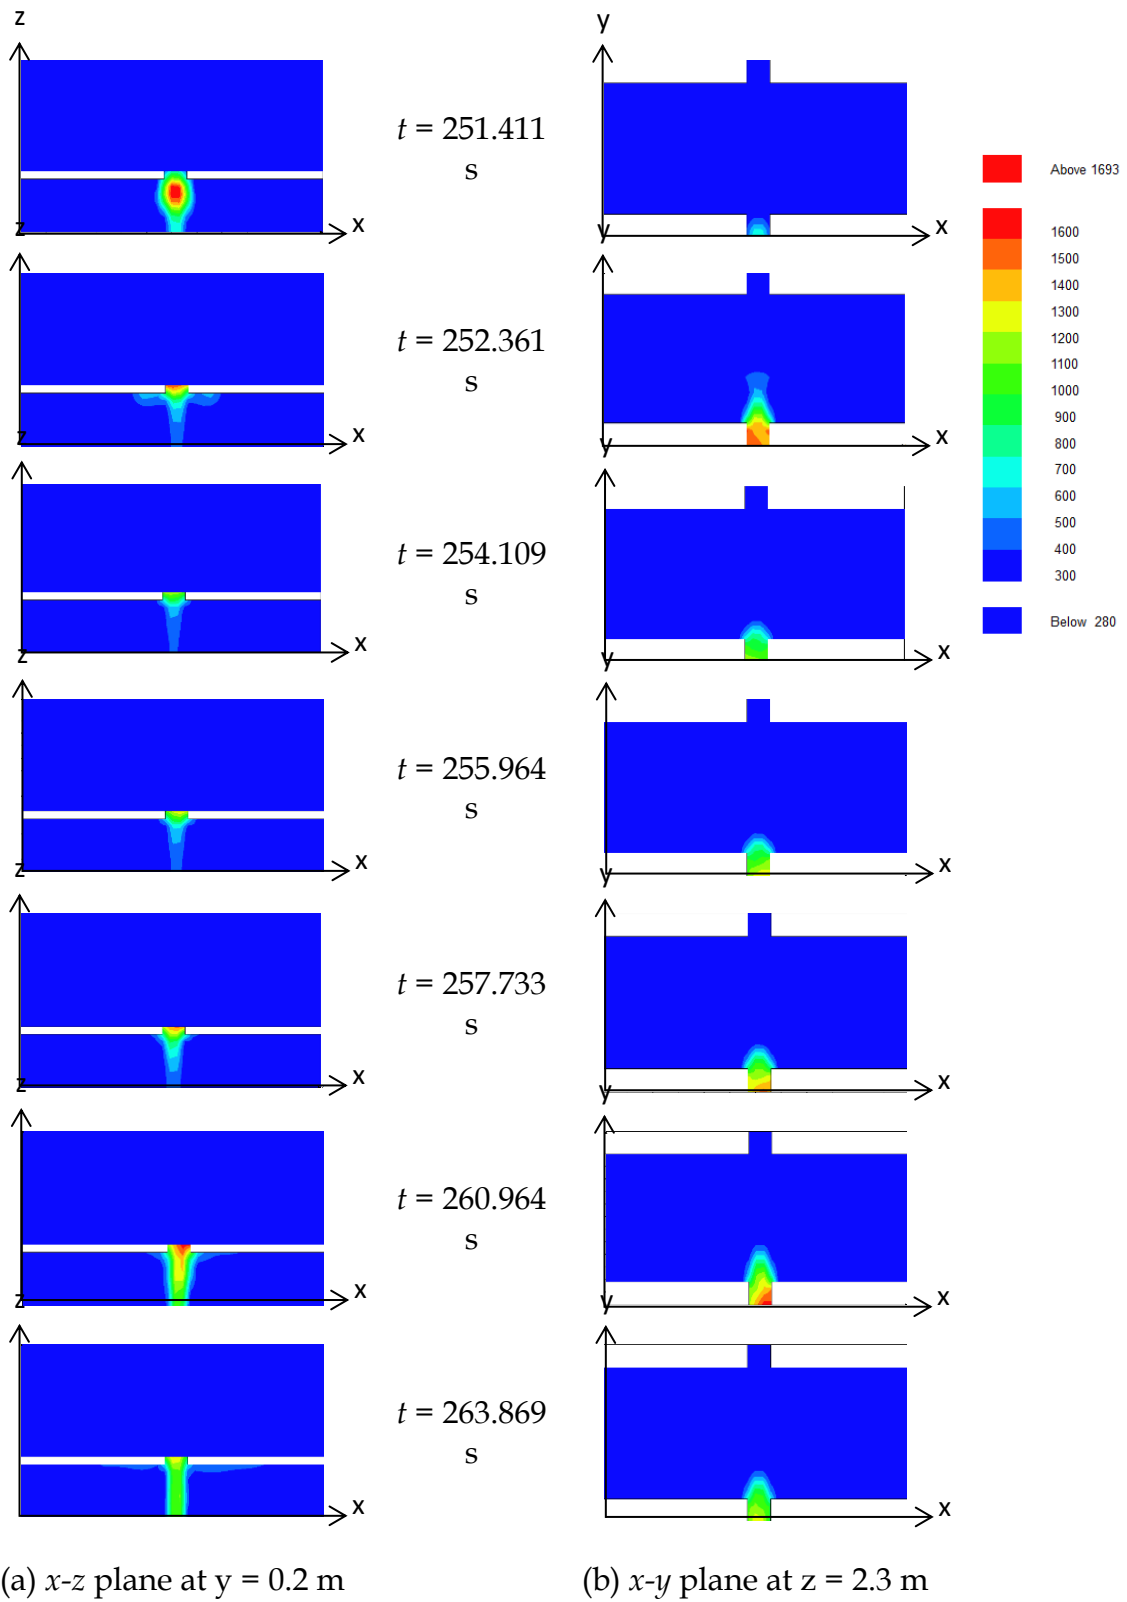 z
y
t = 251.411
s
x
x
Above 1693
1600
1500
1400
1300
1200
1100
1000
900
800
700
600
500
400
300
Below 280
z
y
t = 252.361
s
x
x
z
y
t = 254.109
s
x
x
z
y
t = 255.964
s
x
x
z
y
t = 257.733
s
x
x
z
y
t = 260.964
s
x
x
z
y
t = 263.869
s
x
x
(a) x-z plane at y = 0.2 m
(b) x-y plane at z = 2.3 m